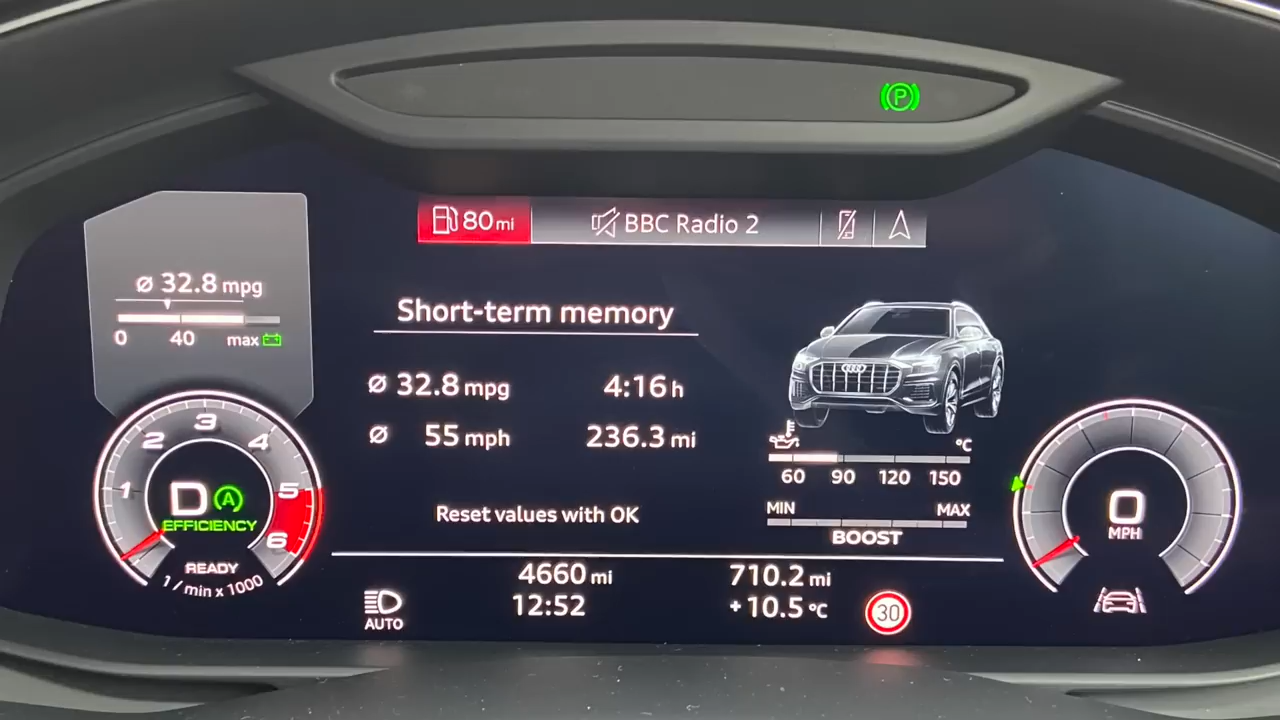 P
80 mi
BBC Radio 2
ø 32.8 mpg
0 40 max
Short-term memory
ø 32.8 mpg 4:16 h
ø 55 mph 236.3 mi
Reset values with OK
°C
60 90 120 150
MIN MAX
BOOST
1 2 3 4 5 6
D A
EFFICIENCY
READY
1 / min x 1000
0
MPH
4660 mi 710.2 mi
12:52 +10.5 °C
AUTO
30